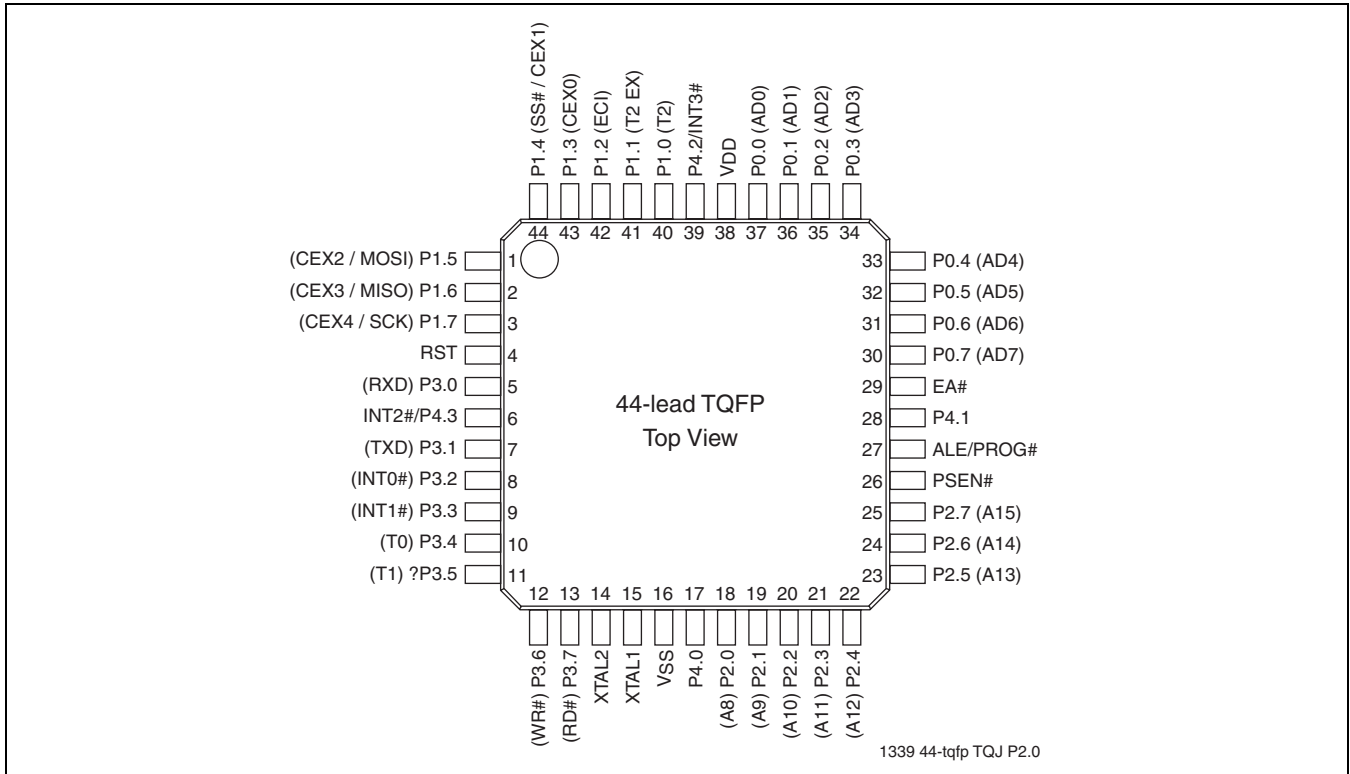 P1.4 (SS# / CEX1)
P1.3 (CEX0)
P1.2 (ECI)
P1.1 (T2 EX)
P1.0 (T2)
P4.2/INT3#
VDD
P0.0 (AD0)
P0.1 (AD1)
P0.2 (AD2)
P0.3 (AD3)
44 43 42 41 40 39 38 37 36 35 34
(CEX2 / MOSI) P1.5 1
(CEX3 / MISO) P1.6 2
(CEX4 / SCK) P1.7 3
RST 4
(RXD) P3.0 5
INT2#/P4.3 6
(TXD) P3.1 7
(INT0#) P3.2 8
(INT1#) P3.3 9
(T0) P3.4 10
(T1) ?P3.5 11
44-lead TQFP
Top View
33 P0.4 (AD4)
32 P0.5 (AD5)
31 P0.6 (AD6)
30 P0.7 (AD7)
29 EA#
28 P4.1
27 ALE/PROG#
26 PSEN#
25 P2.7 (A15)
24 P2.6 (A14)
23 P2.5 (A13)
12 13 14 15 16 17 18 19 20 21 22
(WR#) P3.6
(RD#) P3.7
XTAL2
XTAL1
VSS
P4.0
(A8) P2.0
(A9) P2.1
(A10) P2.2
(A11) P2.3
(A12) P2.4
1339 44-tqfp TQJ P2.0